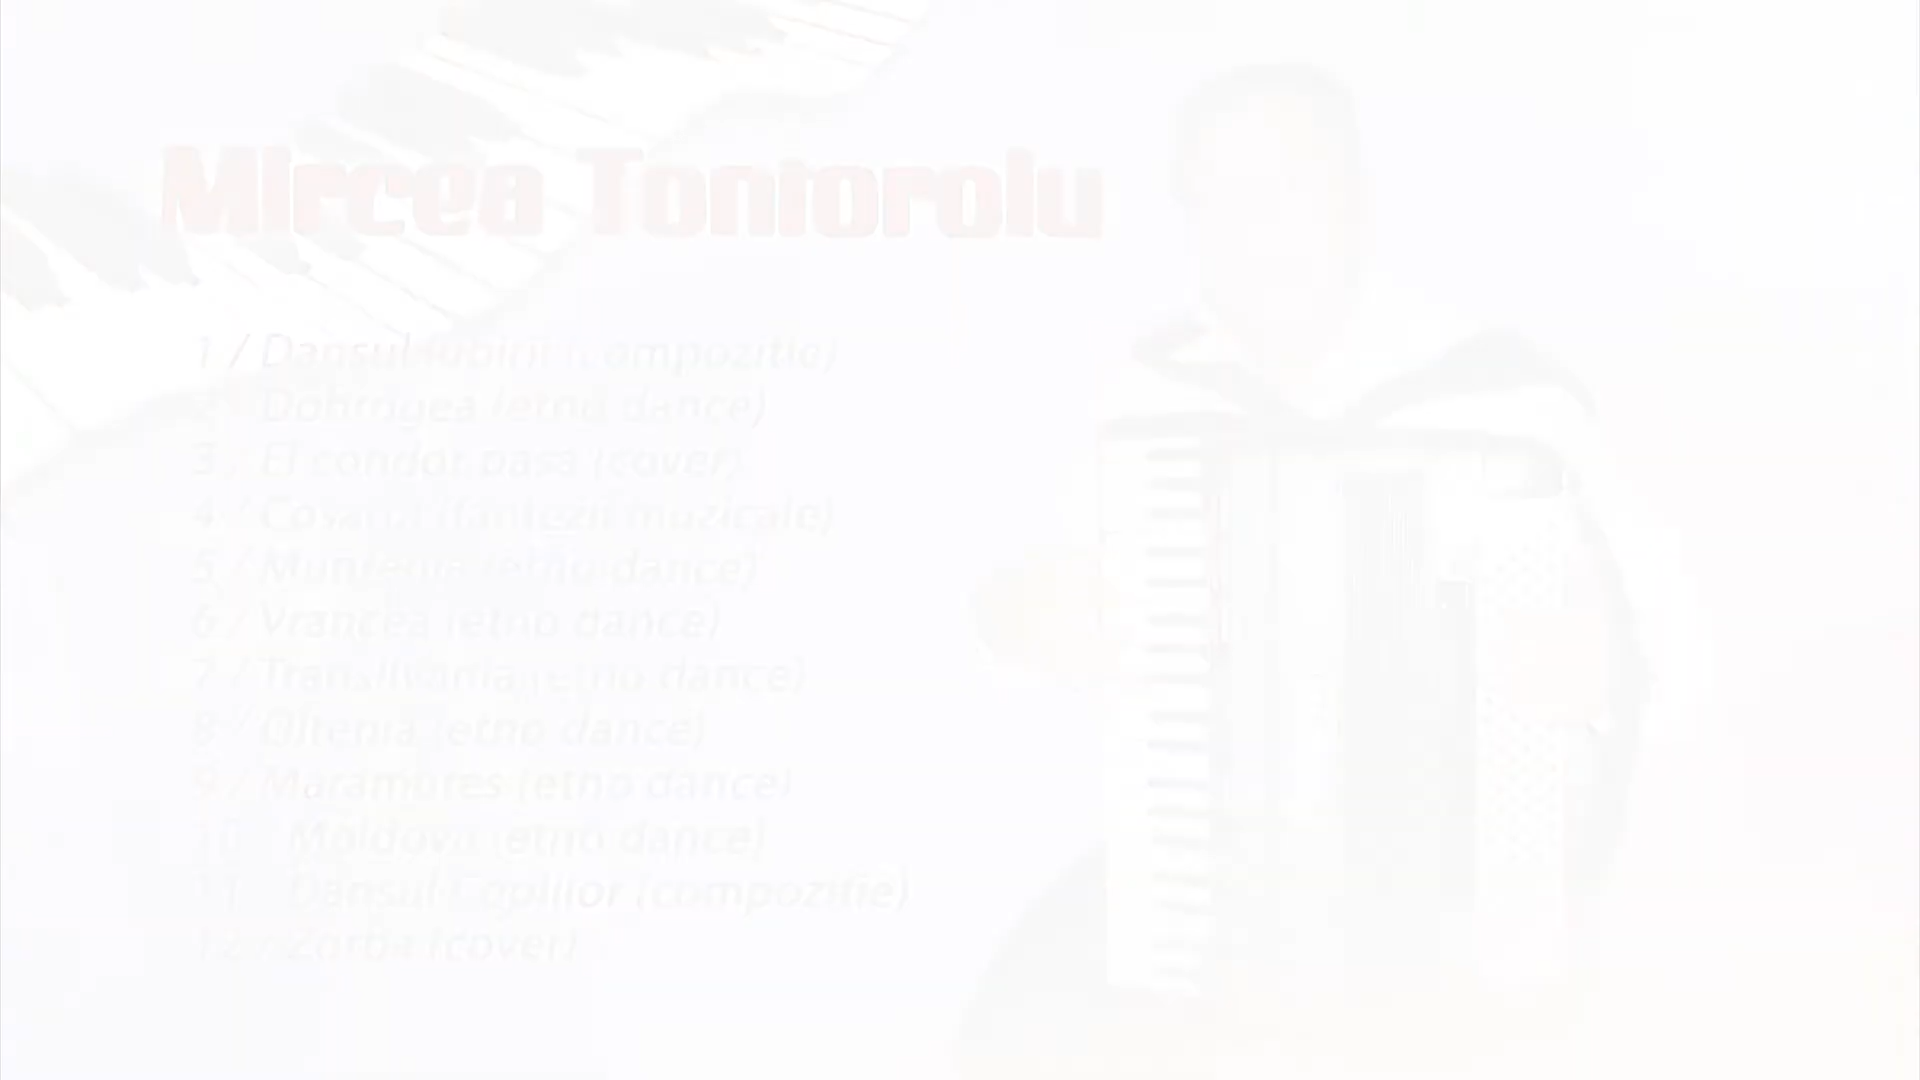 Mircea Tontoroiu
1 / Dansul Iubirii (compozitie)
2 / Dobrogea (etno dance)
3 / El condor pasa (cover)
4 / Cosarul (fantezii muzicale)
5 / Muntenia (etno dance)
6 / Vrancea (etno dance)
7 / Transilvania (etno dance)
8 / Oltenia (etno dance)
9 / Maramures (etno dance)
10 / Moldova (etno dance)
11 / Dansul Copiilor (compozitie)
12 / Zorba (cover)